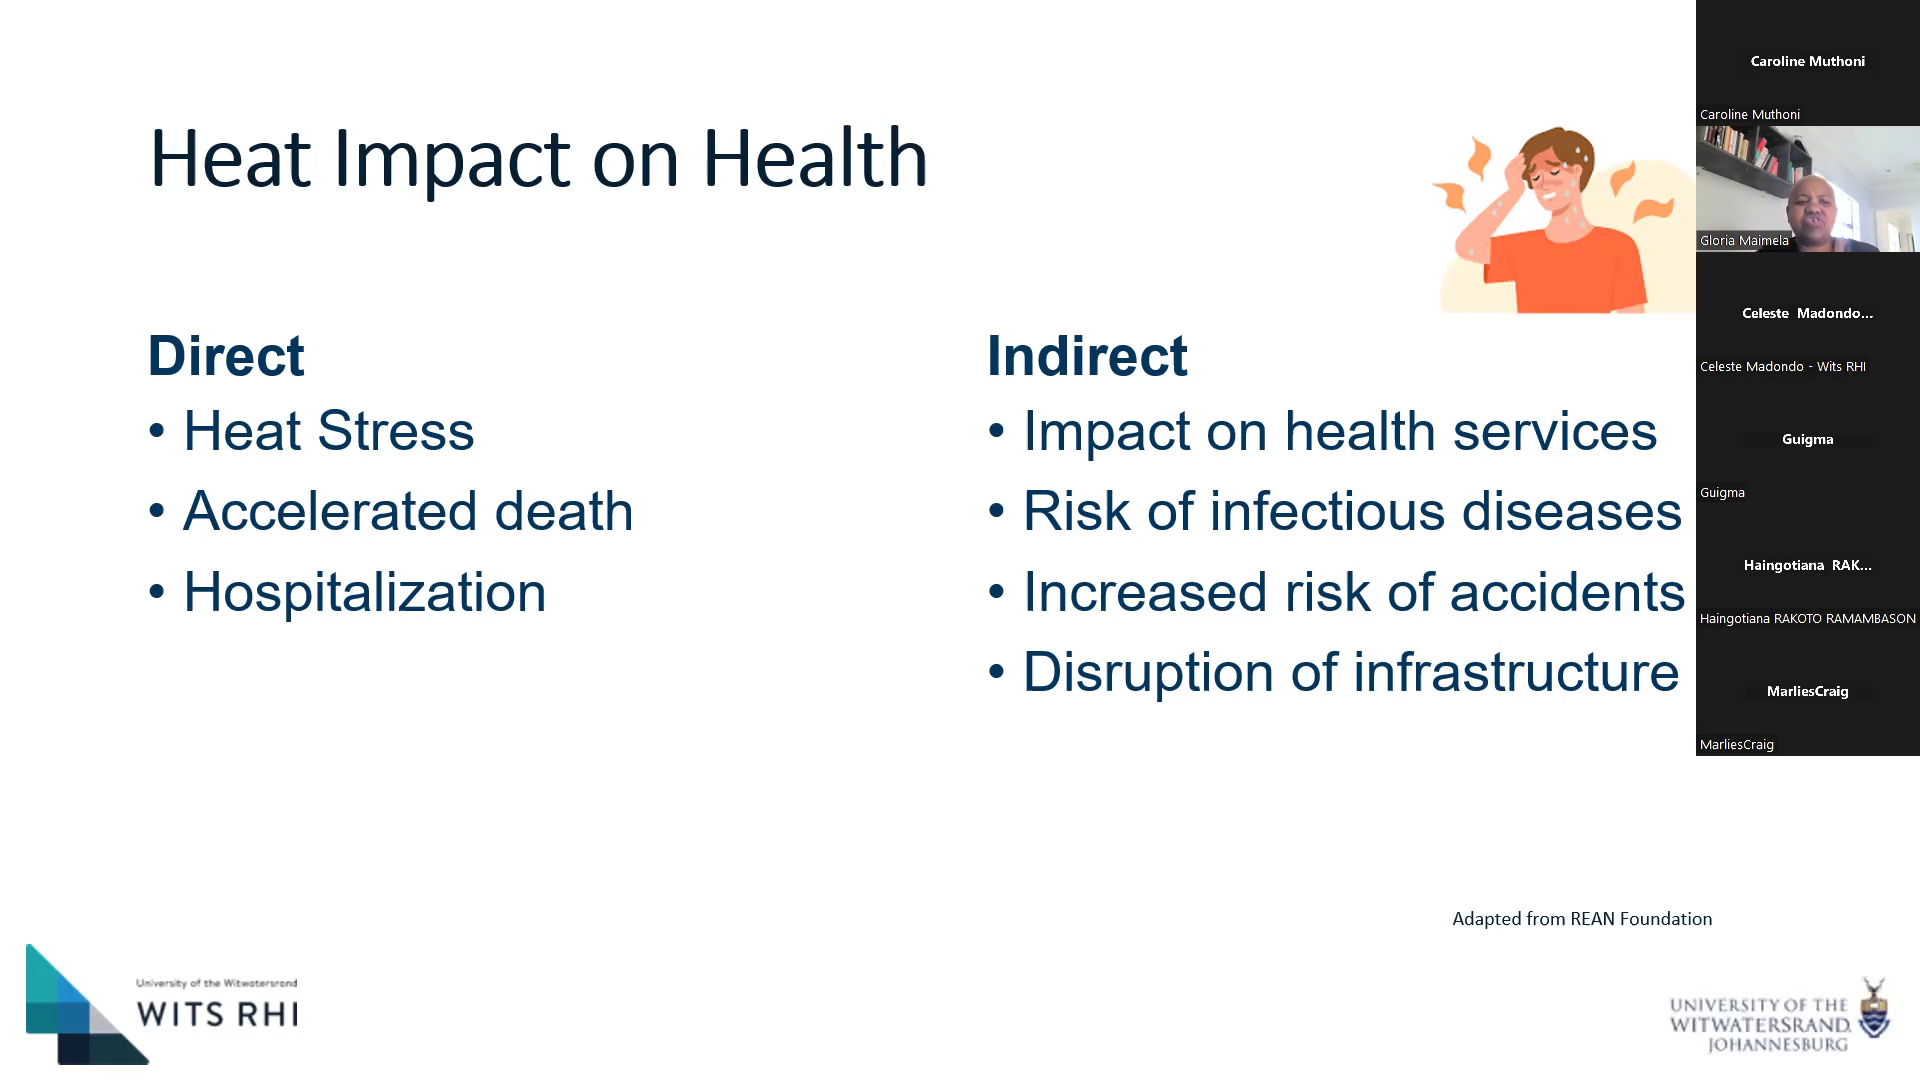 Heat Impact on Health
Direct
• Heat Stress
• Accelerated death
• Hospitalization
Indirect
• Impact on health services
• Risk of infectious diseases
• Increased risk of accidents
• Disruption of infrastructure
Adapted from REAN Foundation
University of the Witwatersrand
WITS RHI
UNIVERSITY OF THE
WITWATERSRAND,
JOHANNESBURG
Caroline Muthoni
Caroline Muthoni
Gloria Maimela
Celeste Madondo...
Celeste Madondo - Wits RHI
Guigma
Guigma
Haingotiana RAK...
Haingotiana RAKOTO RAMAMBASON
MarliesCraig
MarliesCraig